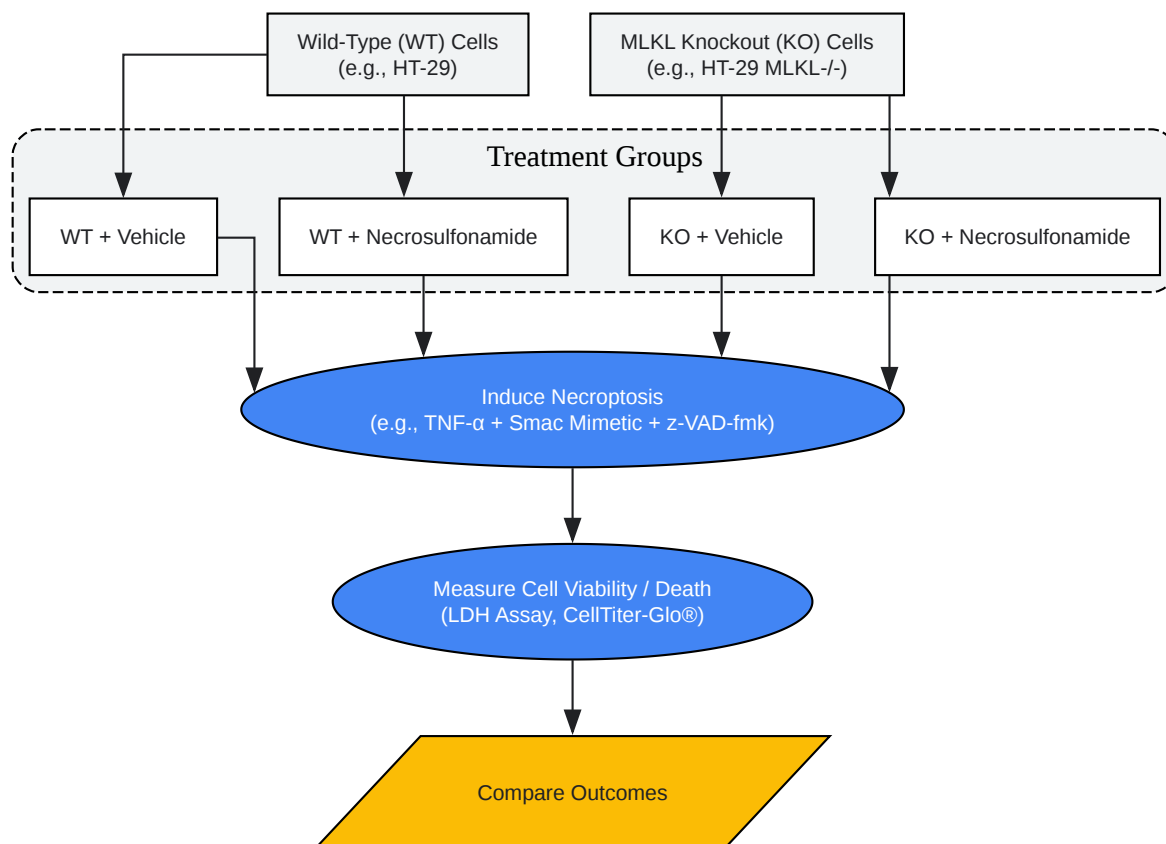 Wild-Type (WT) Cells
(e.g., HT-29)
MLKL Knockout (KO) Cells
(e.g., HT-29 MLKL-/-)
Treatment Groups
WT + Vehicle
WT + Necrosulfonamide
KO + Vehicle
KO + Necrosulfonamide
Induce Necroptosis
(e.g., TNF-α + Smac Mimetic + z-VAD-fmk)
Measure Cell Viability / Death
(LDH Assay, CellTiter-Glo®)
Compare Outcomes